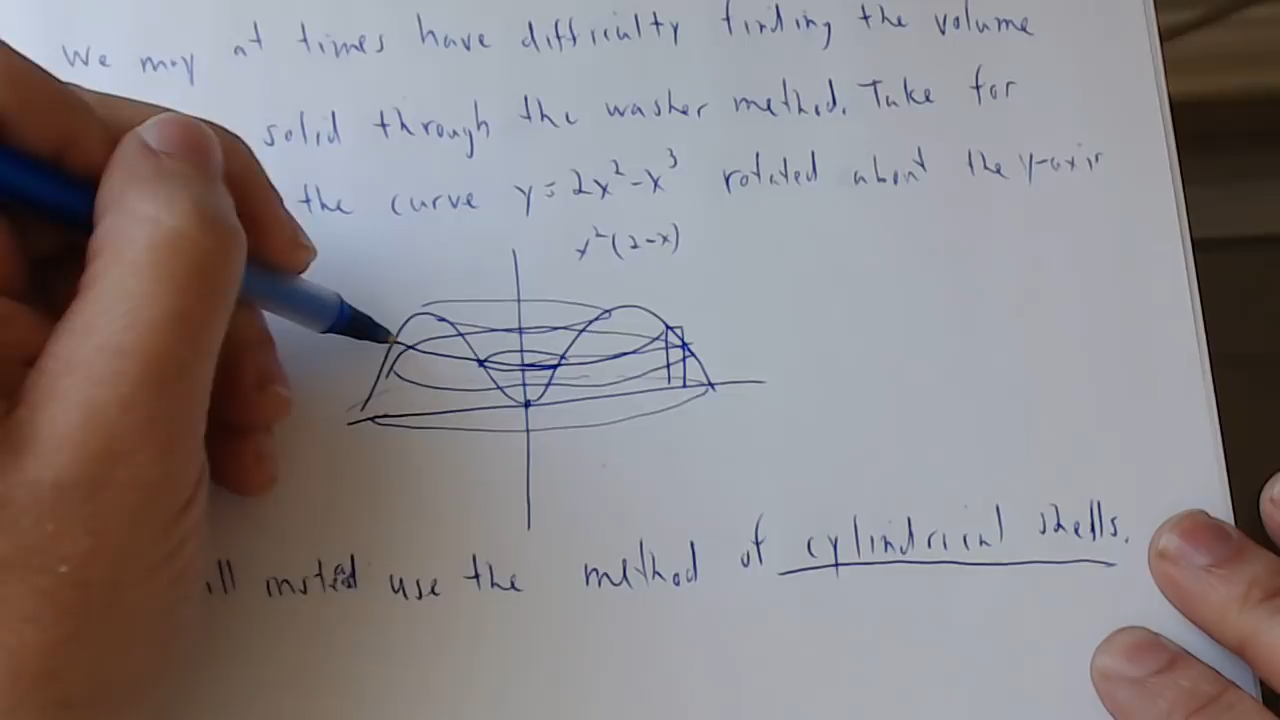 We may at times have difficulty finding the volume
solid through the washer method. Take for
the curve y = 2x² - x³ rotated about the y-axis
x²(2-x)
ill instead use the method of cylindrical shells.